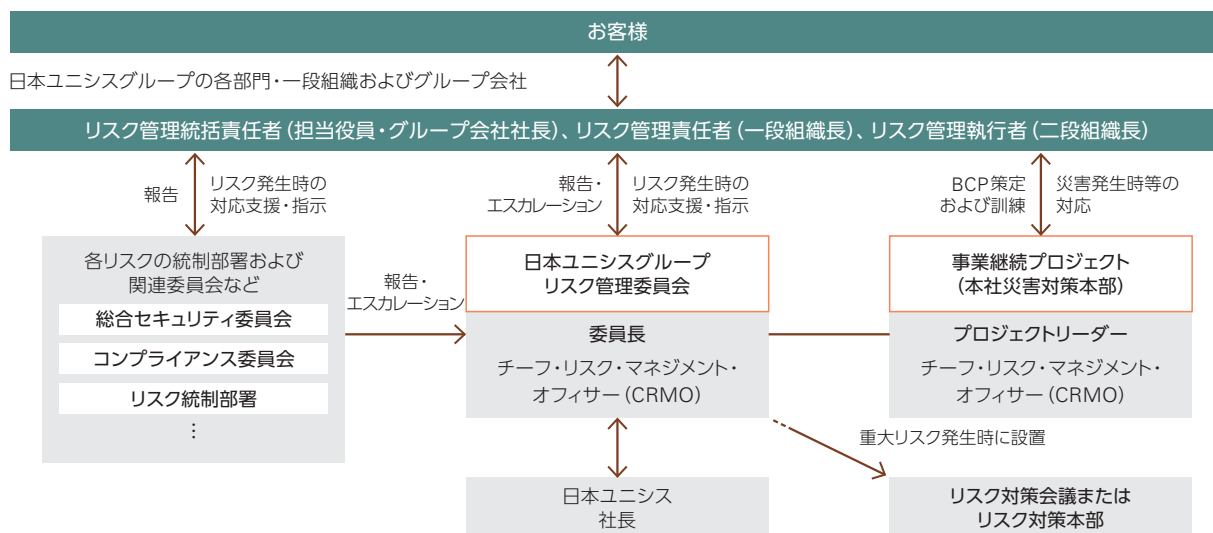 お客様
日本ユニシスグループの各部門・一段組織およびグループ会社
リスク管理統括責任者(担当役員・グループ会社社長)、リスク管理責任者(一段組織長)、リスク管理執行者(二段組織長)
報告
リスク発生時の
対応支援・指示
報告・
エスカレーション
リスク発生時の
対応支援・指示
BCP策定
および訓練
災害発生時等の
対応
各リスクの統制部署および
関連委員会など
総合セキュリティ委員会
コンプライアンス委員会
リスク統制部署
⋮
報告・
エスカレーション
日本ユニシスグループ
リスク管理委員会
委員長
チーフ・リスク・マネジメント・
オフィサー(CRMO)
事業継続プロジェクト
(本社災害対策本部)
プロジェクトリーダー
チーフ・リスク・マネジメント・
オフィサー(CRMO)
重大リスク発生時に設置
日本ユニシス
社長
リスク対策会議または
リスク対策本部